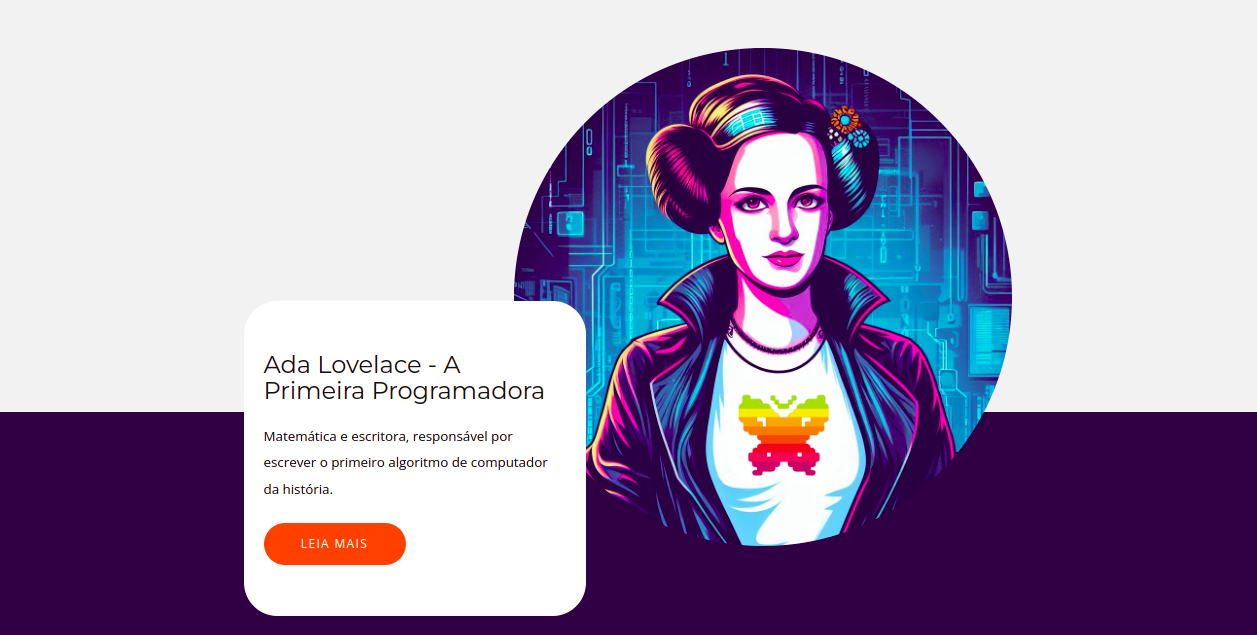 Ada Lovelace - A
Primeira Programadora
Matemática e escritora, responsável por
escrever o primeiro algoritmo de computador
da história.
LEIA MAIS